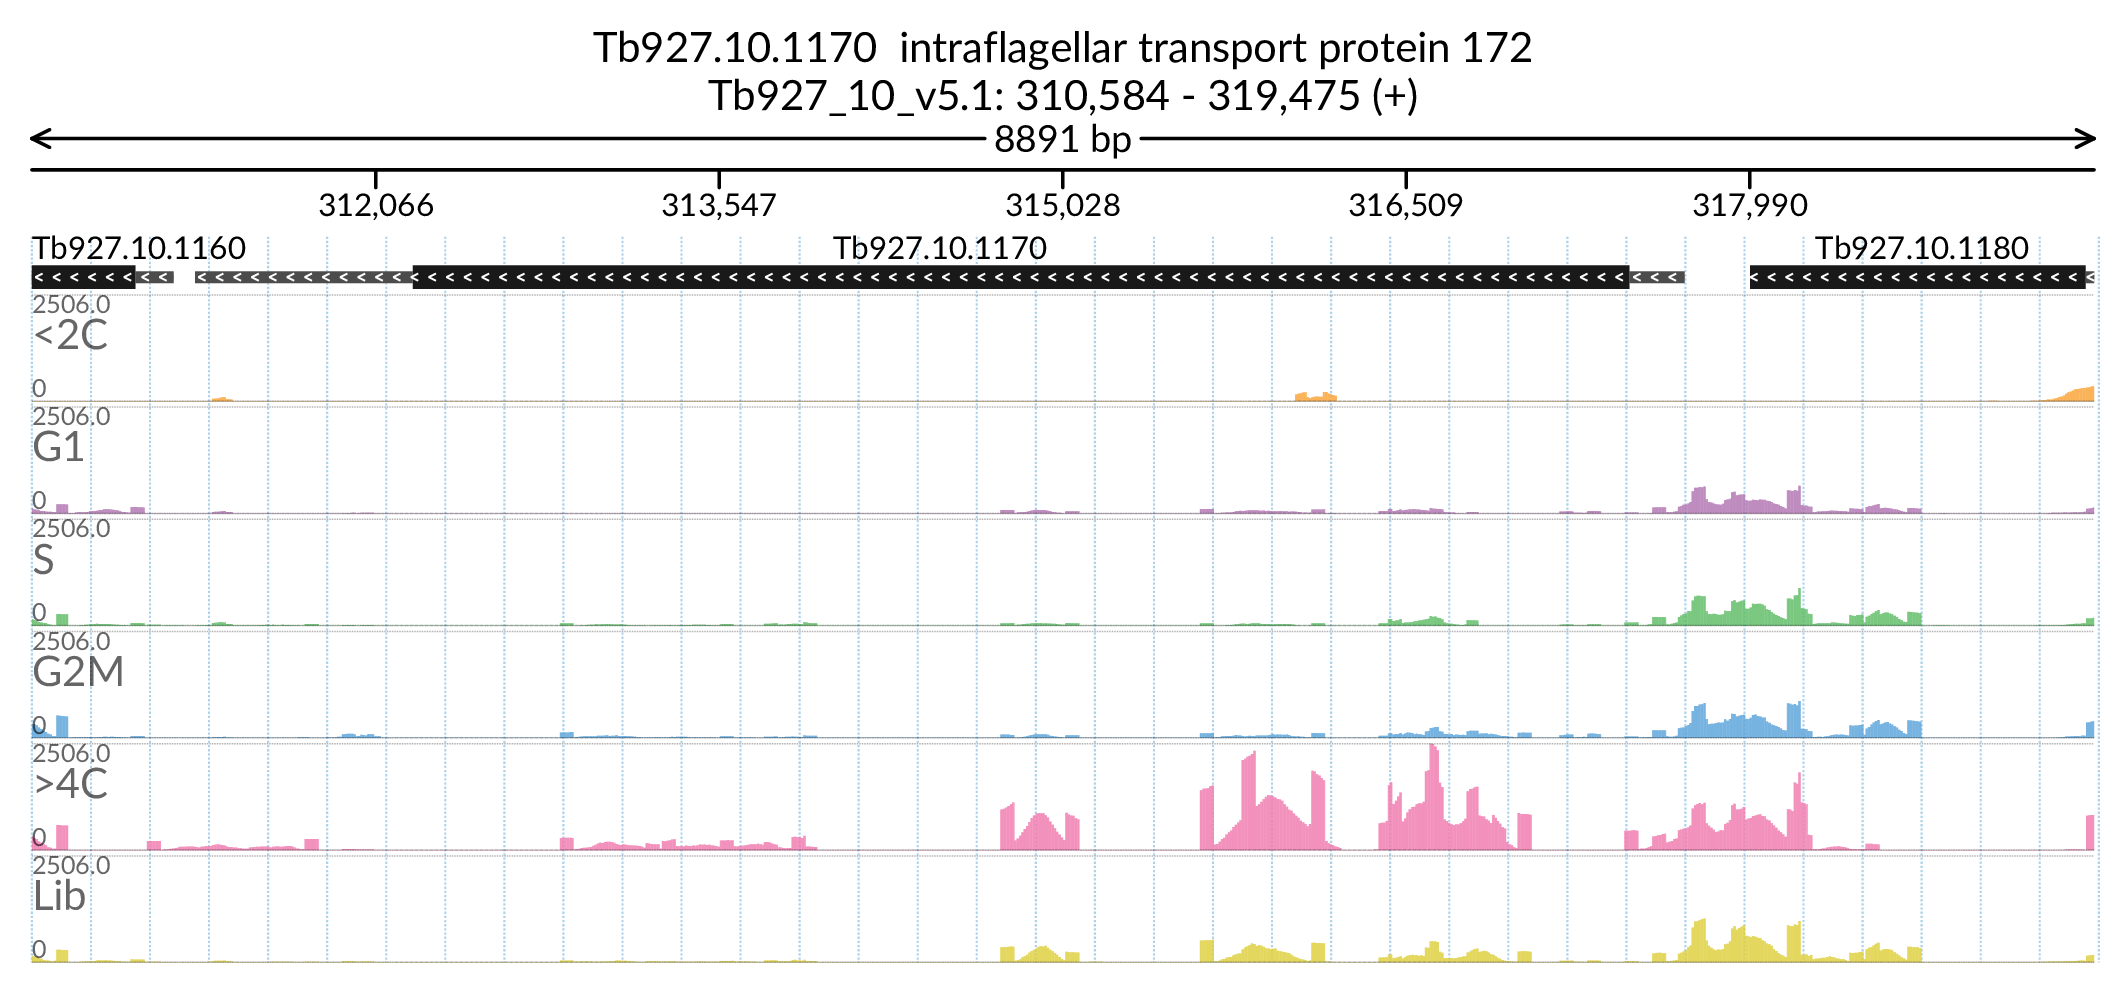 Tb927.10.1170  intraflagellar transport protein 172
Tb927_10_v5.1: 310,584 - 319,475 (+)
8891 bp
312,066 313,547 315,028 316,509 317,990
Tb927.10.1160 Tb927.10.1170 Tb927.10.1180
2506.0
<2C
0
2506.0
G1
0
2506.0
S
0
2506.0
G2M
0
2506.0
>4C
0
2506.0
Lib
0